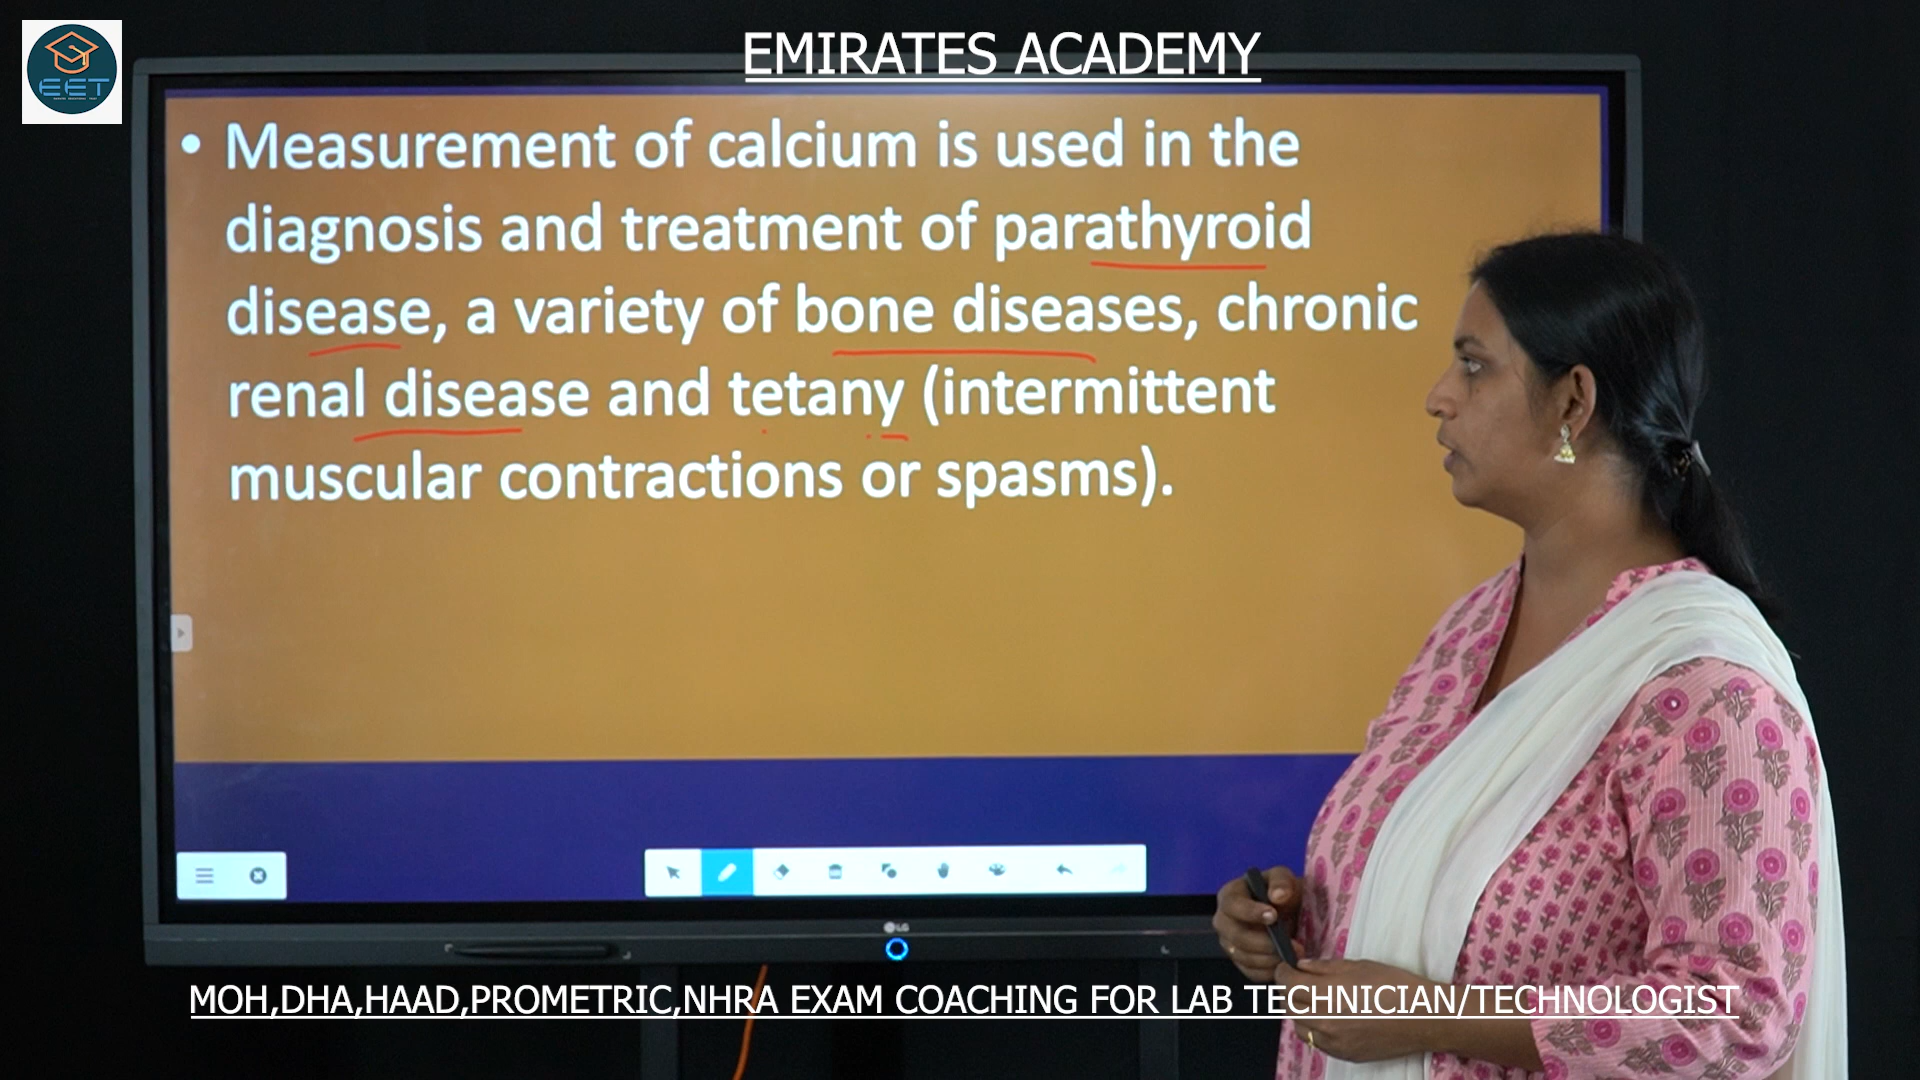 EMIRATES ACADEMY
EET
• Measurement of calcium is used in the
diagnosis and treatment of parathyroid
disease, a variety of bone diseases, chronic
renal disease and tetany (intermittent
muscular contractions or spasms).
LG
MOH,DHA,HAAD,PROMETRIC,NHRA EXAM COACHING FOR LAB TECHNICIAN/TECHNOLOGIST